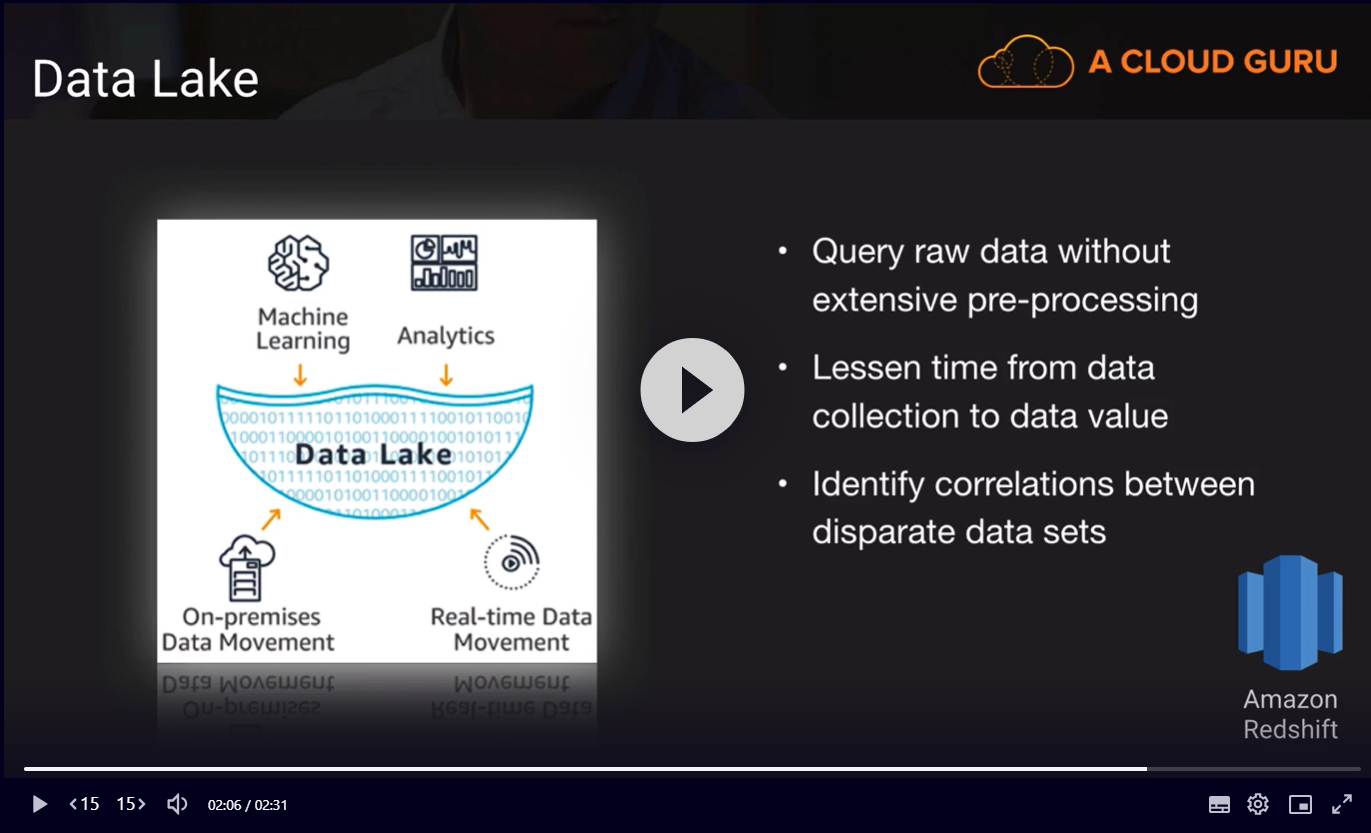 Data Lake
A CLOUD GURU
Machine
Learning
Analytics
Data Lake
On-premises
Data Movement
Real-time Data
Movement
• Query raw data without
extensive pre-processing
• Lessen time from data
collection to data value
• Identify correlations between
disparate data sets
Amazon
Redshift
<15
15>
02:06 / 02:31